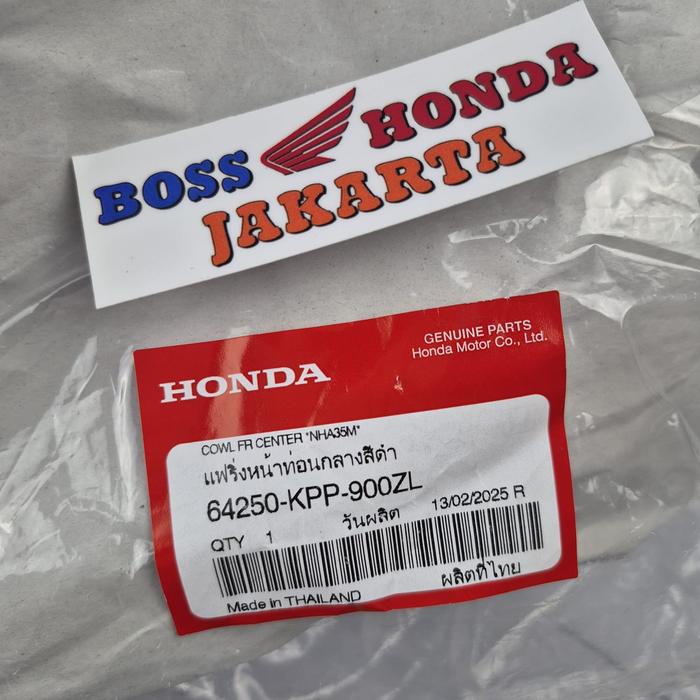 BOSS HONDA
JAKARTA
GENUINE PARTS
Honda Motor Co., Ltd.
HONDA
COWL FR CENTER "NHA35M"
แฟริ่งหน้าท่อนกลางสีดำ
64250-KPP-900ZL
QTY 1 วันผลิต 13/02/2025 R
Made in THAILAND ผลิตที่ไทย